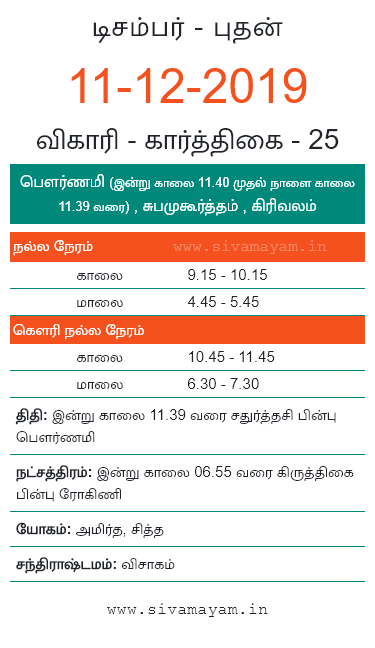 டிசம்பர் - புதன்
11-12-2019
விகாரி - கார்த்திகை - 25
பௌர்ணமி (இன்று காலை 11.40 முதல் நாளை காலை
11.39 வரை) , சுபமுகூர்த்தம் , கிரிவலம்
நல்ல நேரம் www.sivamayam.in
காலை 9.15 - 10.15
மாலை 4.45 - 5.45
கௌரி நல்ல நேரம்
காலை 10.45 - 11.45
மாலை 6.30 - 7.30
திதி: இன்று காலை 11.39 வரை சதுர்த்தசி பின்பு
பௌர்ணமி
நட்சத்திரம்: இன்று காலை 06.55 வரை கிருத்திகை
பின்பு ரோகிணி
யோகம்: அமிர்த, சித்த
சந்திராஷ்டமம்: விசாகம்
www.sivamayam.in